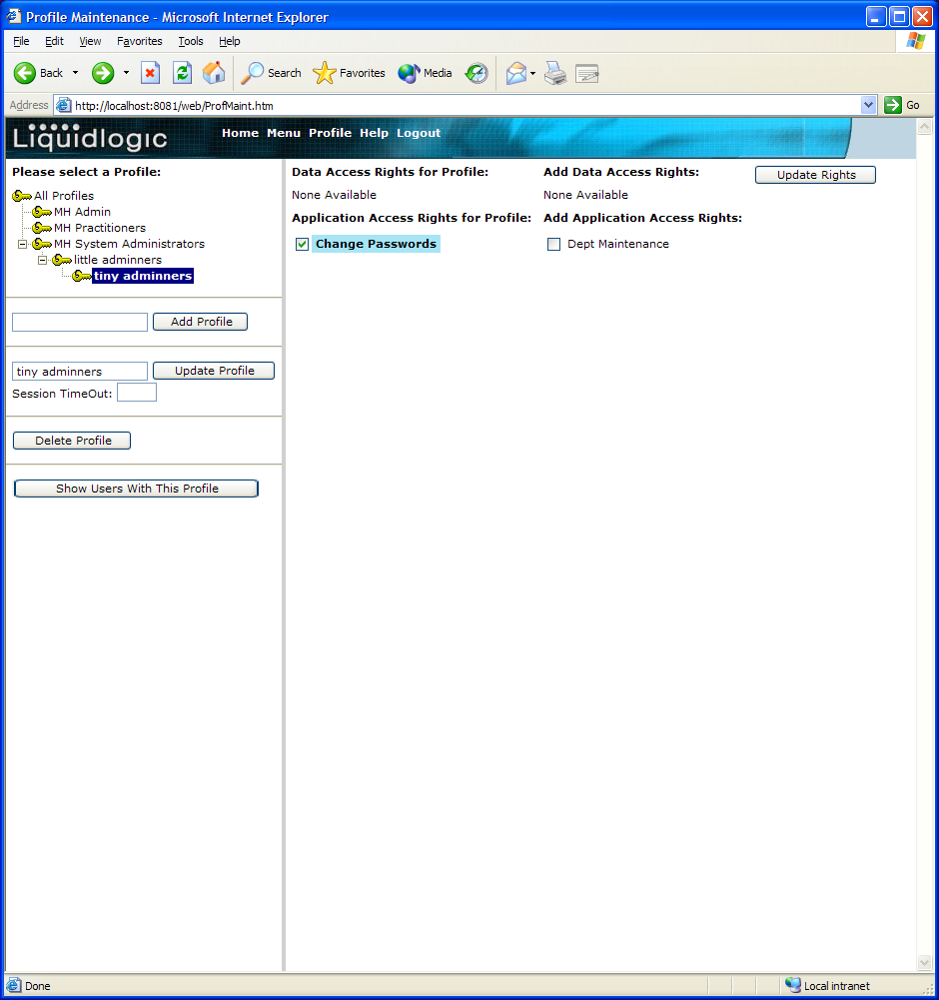 Profile Maintenance - Microsoft Internet Explorer
File Edit View Favorites Tools Help
Back Search Favorites Media
Address http://localhost:8081/web/ProfMaint.htm Go
Liquidlogic Home Menu Profile Help Logout
Please select a Profile:
All Profiles
MH Admin
MH Practitioners
MH System Administrators
little adminners
tiny adminners
Add Profile
tiny adminners Update Profile
Session TimeOut:
Delete Profile
Show Users With This Profile
Data Access Rights for Profile:
None Available
Application Access Rights for Profile:
Change Passwords
Add Data Access Rights:
None Available
Add Application Access Rights:
Dept Maintenance
Update Rights
Done Local intranet